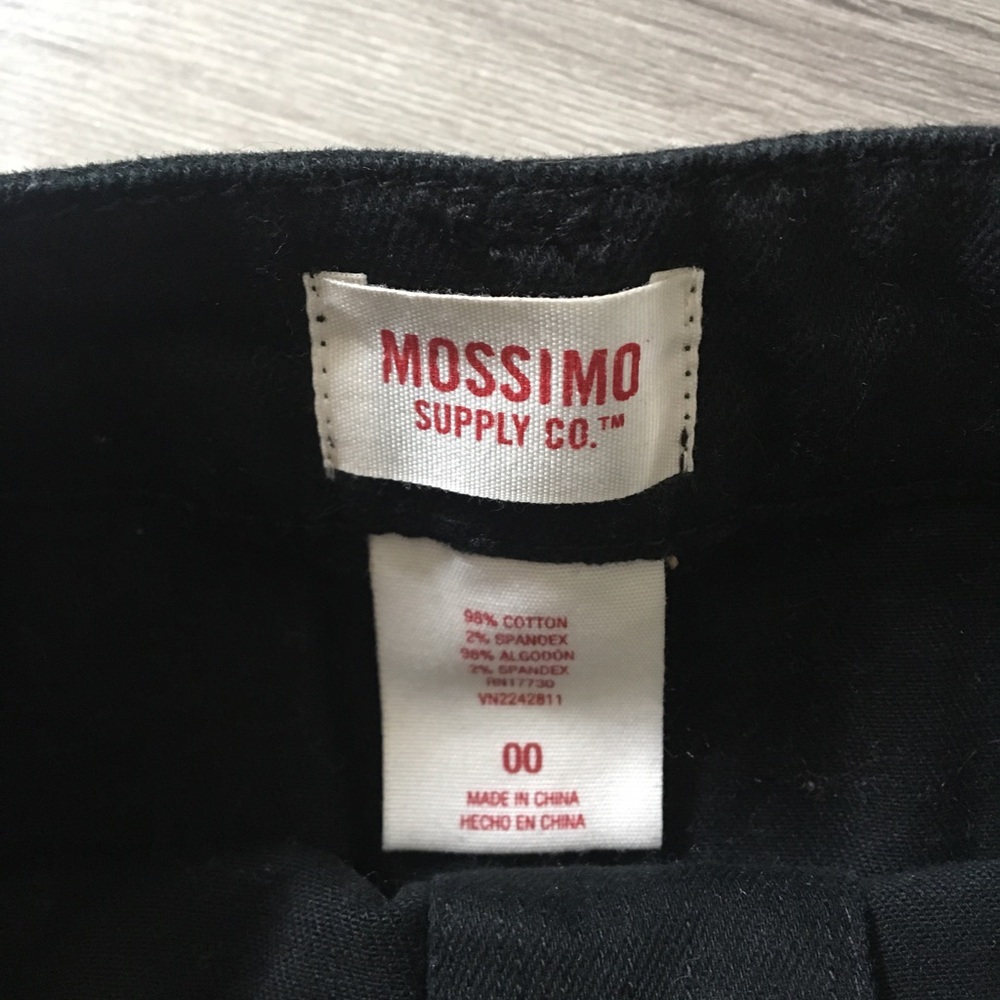 MOSSIMO
SUPPLY CO.™
98% COTTON
2% SPANDEX
98% ALGODÓN
2% SPANDEX
RN17730
VN2242811
00
MADE IN CHINA
HECHO EN CHINA